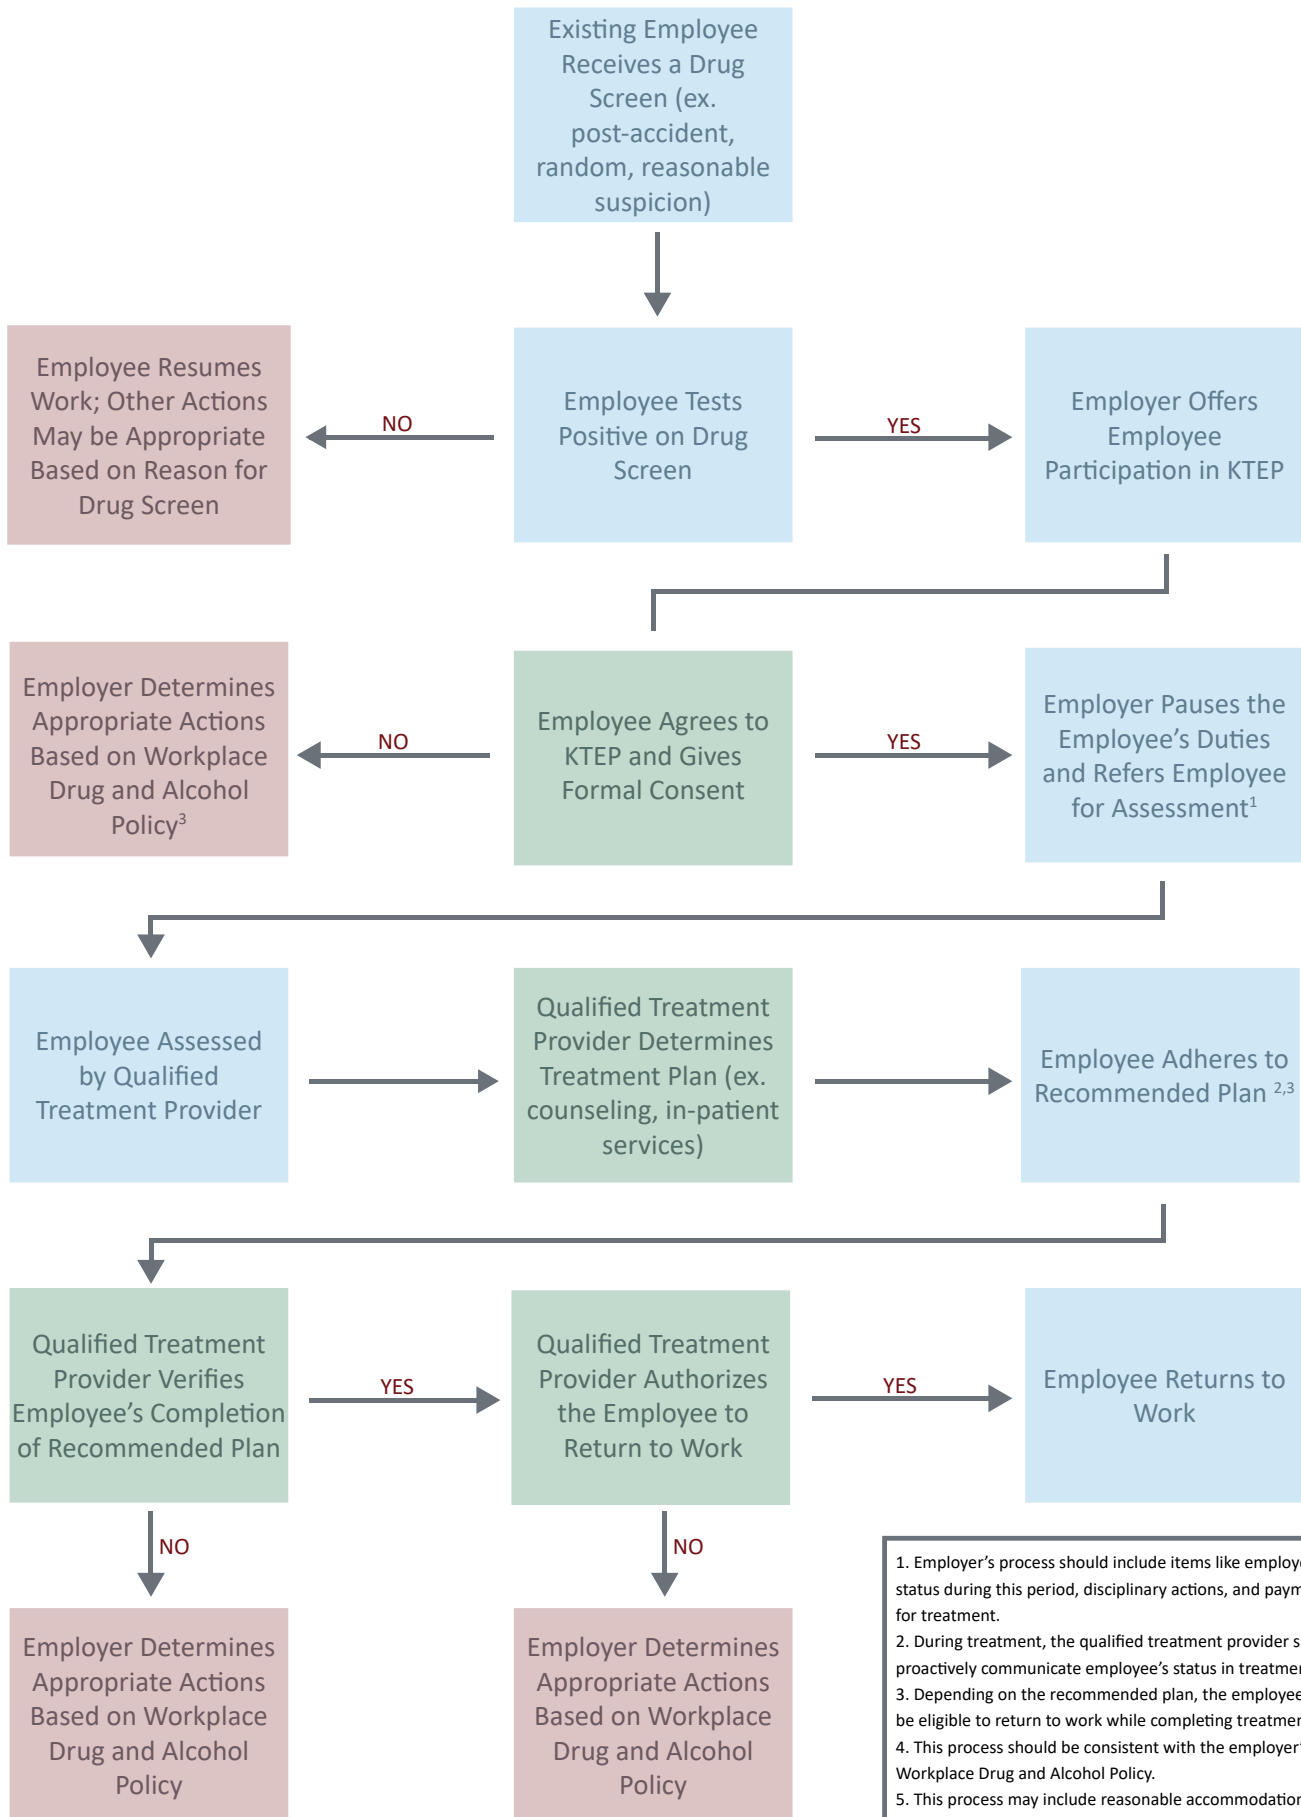 Existing Employee
Receives a Drug
Screen (ex.
post-accident,
random, reasonable
suspicion)
Employee Resumes
Work; Other Actions
May be Appropriate
Based on Reason for
Drug Screen
NO
Employee Tests
Positive on Drug
Screen
YES
Employer Offers
Employee
Participation in KTEP
Employer Determines
Appropriate Actions
Based on Workplace
Drug and Alcohol
Policy³
NO
Employee Agrees to
KTEP and Gives
Formal Consent
YES
Employer Pauses the
Employee’s Duties
and Refers Employee
for Assessment¹
Employee Assessed
by Qualified
Treatment Provider
Qualified Treatment
Provider Determines
Treatment Plan (ex.
counseling, in-patient
services)
Employee Adheres to
Recommended Plan ²,³
Qualified Treatment
Provider Verifies
Employee’s Completion
of Recommended Plan
YES
Qualified Treatment
Provider Authorizes
the Employee to
Return to Work
YES
Employee Returns to
Work
NO
NO
Employer Determines
Appropriate Actions
Based on Workplace
Drug and Alcohol
Policy
Employer Determines
Appropriate Actions
Based on Workplace
Drug and Alcohol
Policy
1. Employer’s process should include items like
status during this period, disciplinary actions, and
for treatment.
2. During treatment, the qualified treatment provider
proactively communicate employee’s status in
3. Depending on the recommended plan, the employee
be eligible to return to work while completing
4. This process should be consistent with the
Workplace Drug and Alcohol Policy.
5. This process may include reasonable